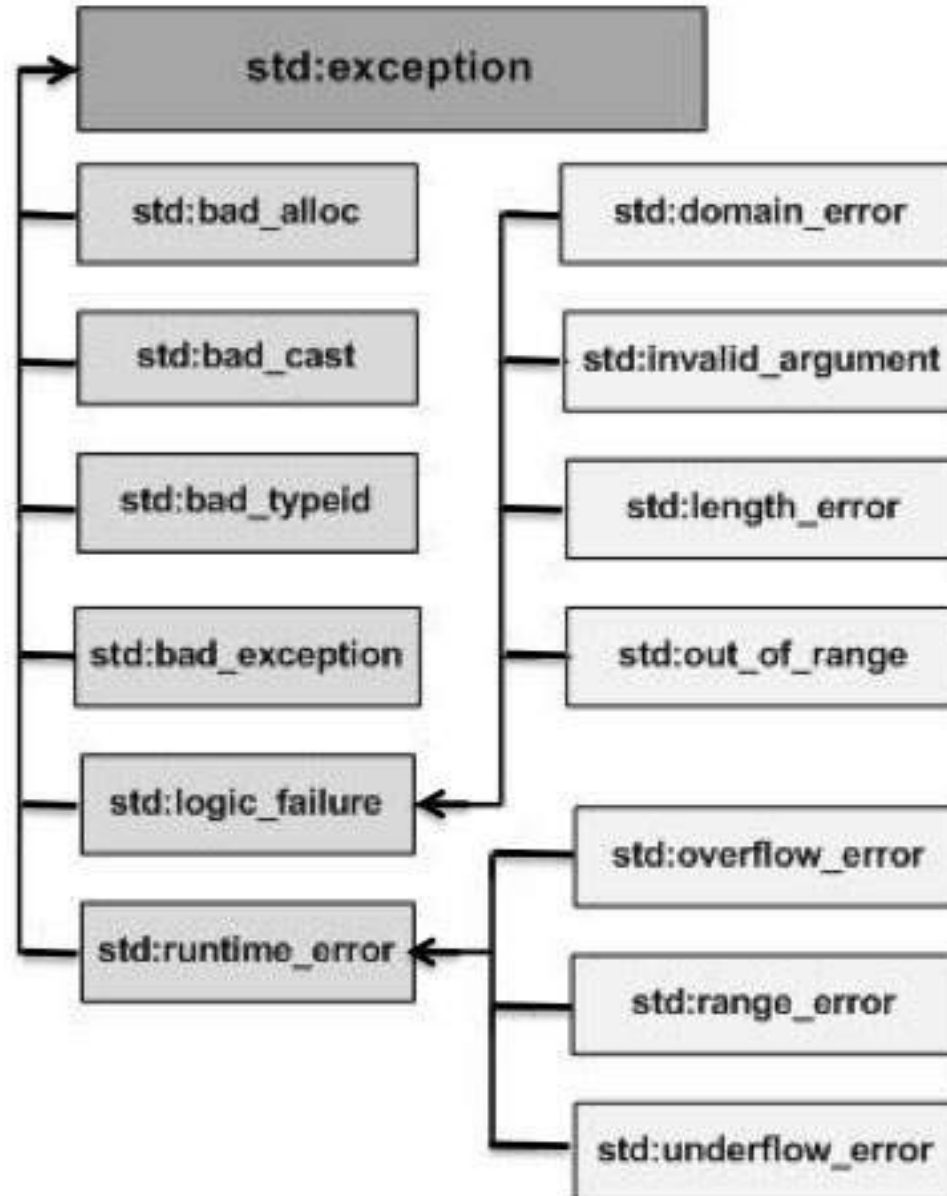 std:exception
std:bad_alloc
std:bad_cast
std:bad_typeid
std:bad_exception
std:logic_failure
std:runtime_error
std:domain_error
std:invalid_argument
std:length_error
std:out_of_range
std:overflow_error
std:range_error
std:underflow_error